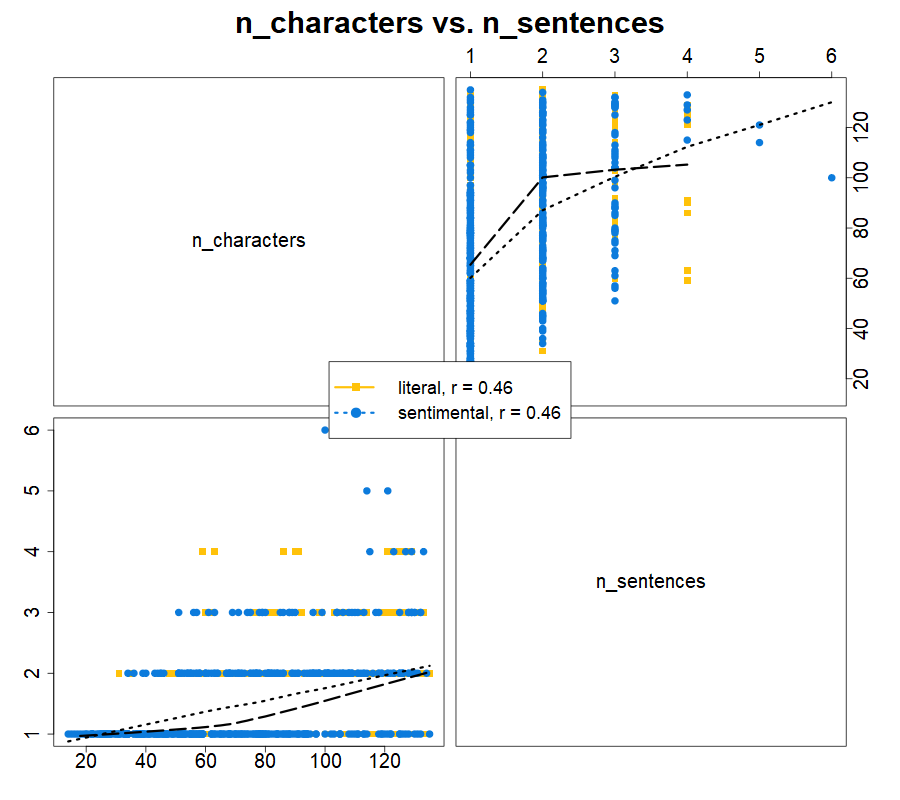 n_characters vs. n_sentences
1 2 3 4 5 6
n_characters
20 40 60 80 100 120
literal, r = 0.46
sentimental, r = 0.46
1 2 3 4 5 6
n_sentences
20 40 60 80 100 120